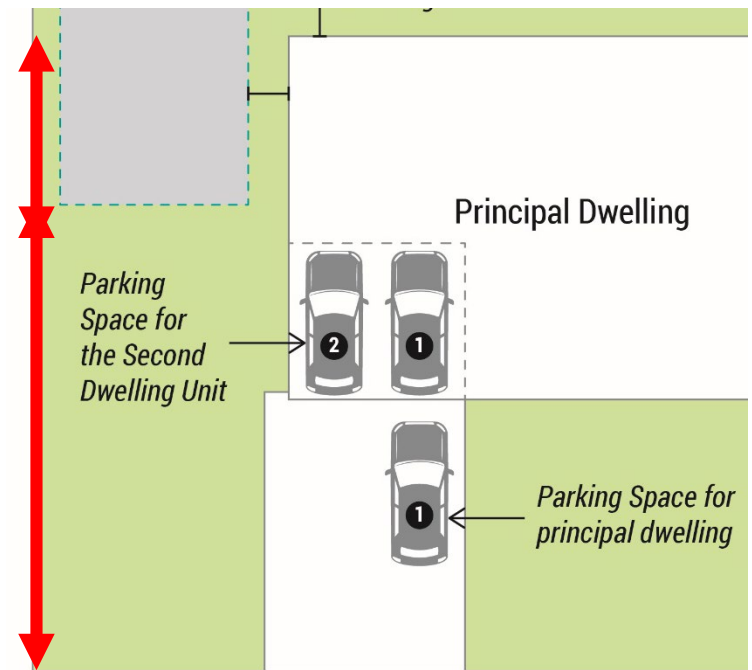 Principal Dwelling
Parking
Space for
the Second
Dwelling Unit
2
1
1
Parking Space for
principal dwelling